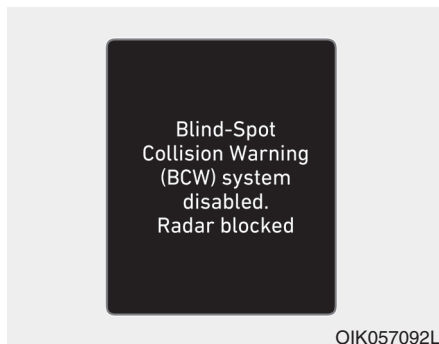 Blind-Spot
Collision Warning
(BCW) system
disabled.
Radar blocked
OIK057092L